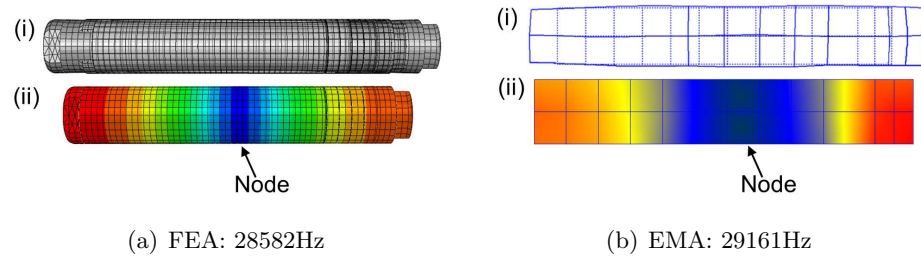 (i)
(ii)
Node
(a) FEA: 28582Hz
(i)
(ii)
Node
(b) EMA: 29161Hz